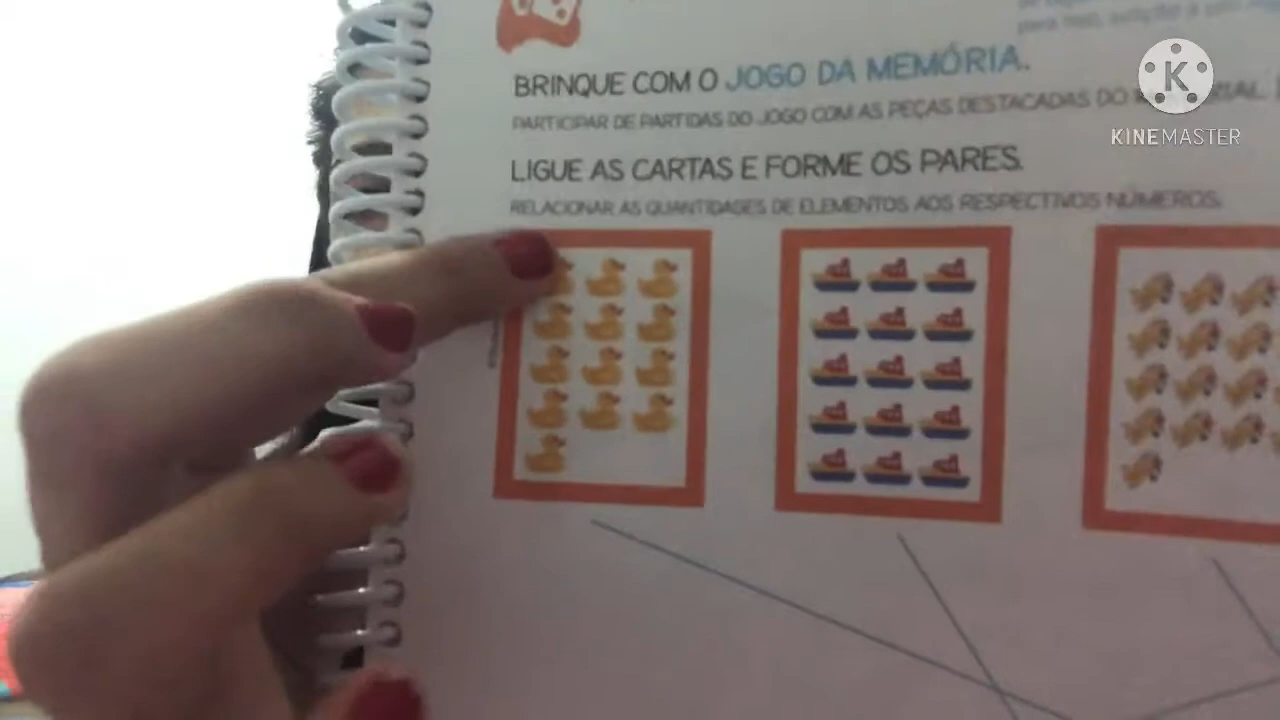 BRINQUE COM O JOGO DA MEMÓRIA.
PARTICIPAR DE PARTIDAS DO JOGO COM AS PEÇAS DESTACADAS DO
LIGUE AS CARTAS E FORME OS PARES.
RELACIONAR AS QUANTIDADES DE ELEMENTOS AOS RESPECTIVOS NÚMEROS.
K
KINEMASTER